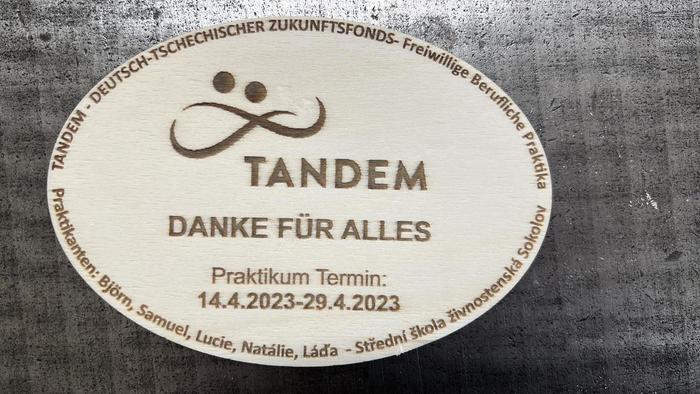 TANDEM - DEUTSCH-TSCHECHISCHER ZUKUNFTSFONDS- Freiwillige Berufliche Praktika
TANDEM
DANKE FÜR ALLES
Praktikum Termin:
14.4.2023-29.4.2023
Praktikanten: Björn, Samuel, Lucie, Natálie, Láďa - Střední škola živnostenská Sokolov